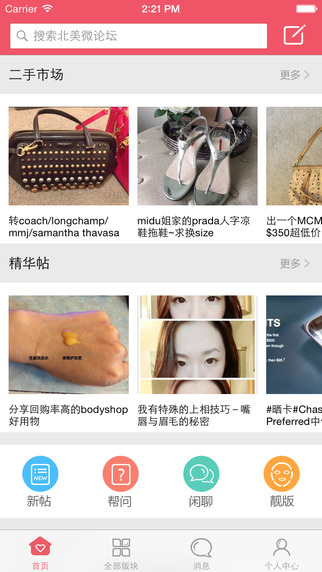 Carrier 2:21 PM
搜索北美微论坛
二手市场 更多
转coach/longchamp/
mmj/samantha thavasa
midu姐家的prada人字凉
鞋拖鞋~求换size
出一个MCM
$350超低价
精华帖 更多
分享回购率高的bodyshop
好用物
我有特殊的上相技巧 – 嘴
唇与眉毛的秘密
#晒卡#Chas
Preferred中
NEW
新帖
帮问
闲聊
靓版
首页
全部版块
消息
个人中心